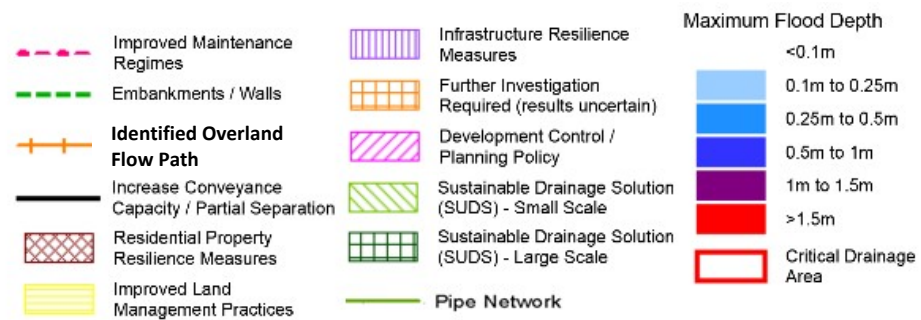 Improved Maintenance
Regimes
Embankments / Walls
Identified Overland
Flow Path
Increase Conveyance
Capacity / Partial Separation
Residential Property
Resilience Measures
Improved Land
Management Practices
Infrastructure Resilience
Measures
Further Investigation
Required (results uncertain)
Development Control /
Planning Policy
Sustainable Drainage Solution
(SUDS) - Small Scale
Sustainable Drainage Solution
(SUDS) - Large Scale
Pipe Network
Maximum Flood Depth
<0.1m
0.1m to 0.25m
0.25m to 0.5m
0.5m to 1m
1m to 1.5m
>1.5m
Critical Drainage
Area